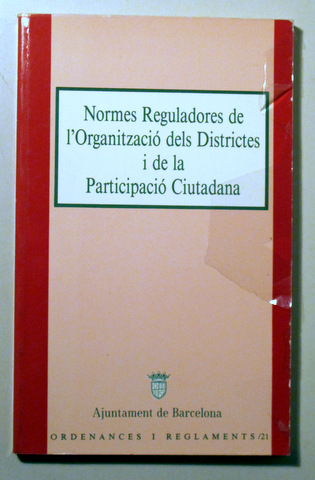 Normes Reguladores de
l'Organització dels Districtes
i de la
Participació Ciutadana
Ajuntament de Barcelona
ORDENANCES I REGLAMENTS/21